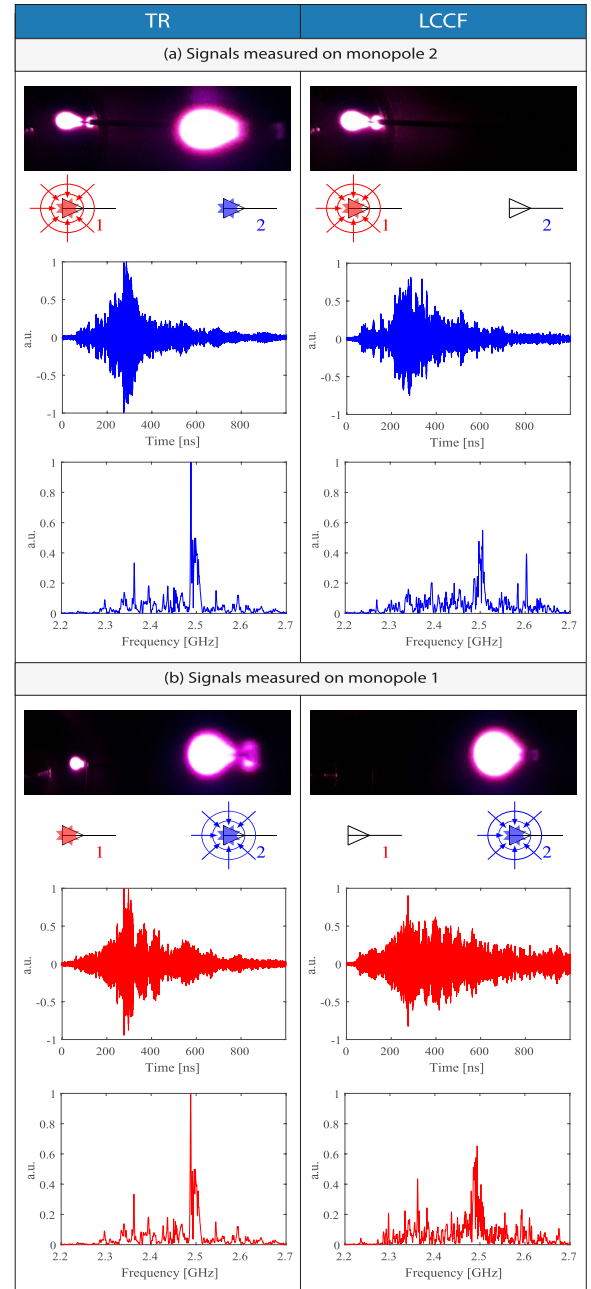 TR LCCF
(a) Signals measured on monopole 2
1 2 1 2
1
0.5
0
-0.5
-1
a.u.
0 200 400 600 800
Time [ns]
1
0.5
0
-0.5
-1
a.u.
0 200 400 600 800
Time [ns]
1
0.8
0.6
0.4
0.2
0
a.u.
2.2 2.3 2.4 2.5 2.6 2.7
Frequency [GHz]
1
0.8
0.6
0.4
0.2
0
a.u.
2.2 2.3 2.4 2.5 2.6 2.7
Frequency [GHz]
(b) Signals measured on monopole 1
1 2 1 2
1
0.5
0
-0.5
-1
a.u.
0 200 400 600 800
Time [ns]
1
0.5
0
-0.5
-1
a.u.
0 200 400 600 800
Time [ns]
1
0.8
0.6
0.4
0.2
0
a.u.
2.2 2.3 2.4 2.5 2.6 2.7
Frequency [GHz]
1
0.8
0.6
0.4
0.2
0
a.u.
2.2 2.3 2.4 2.5 2.6 2.7
Frequency [GHz]